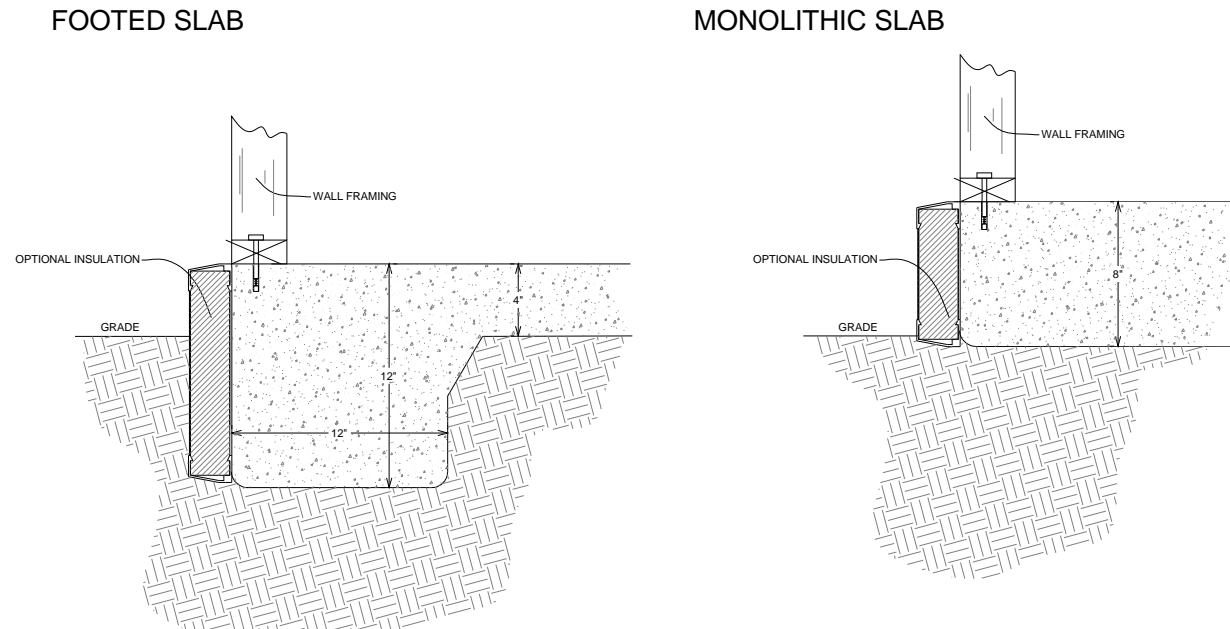 FOOTED SLAB
WALL FRAMING
OPTIONAL INSULATION
4"
GRADE
12"
12"
MONOLITHIC SLAB
WALL FRAMING
OPTIONAL INSULATION
8"
GRADE